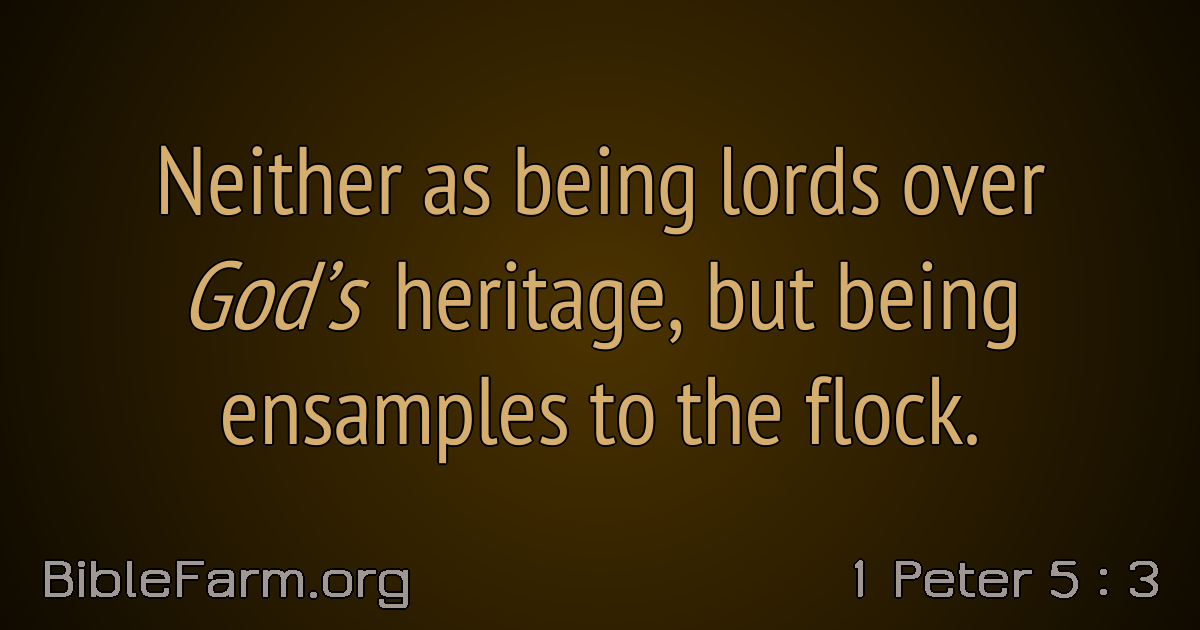 Neither as being lords over
God’s heritage, but being
ensamples to the flock.
BibleFarm.org
1 Peter 5 : 3